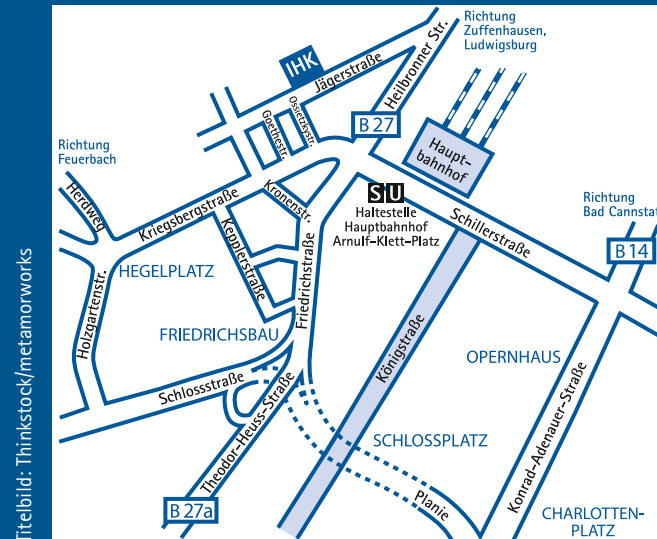 Richtung
Zuffenhausen,
Ludwigsburg
IHK
Jägerstraße
Heilbronner Str.
Ossietzkystr.
Goethestr.
B 27
Haupt-
bahnhof
Richtung
Feuerbach
Herdweg
Kriegsbergstraße
Kronenstr.
S U
Haltestelle
Hauptbahnhof
Arnulf-Klett-Platz
Schillerstraße
Richtung
Bad Cannstat
B 14
Kepplerstraße
HEGELPLATZ
Holzgartenstr.
Friedrichstraße
FRIEDRICHSBAU
Königstraße
OPERNHAUS
Schlossstraße
Theodor-Heuss-Straße
SCHLOSSPLATZ
Konrad-Adenauer-Straße
Planie
B 27a
CHARLOTTEN-
PLATZ
Titelbild: Thinkstock/metamorworks